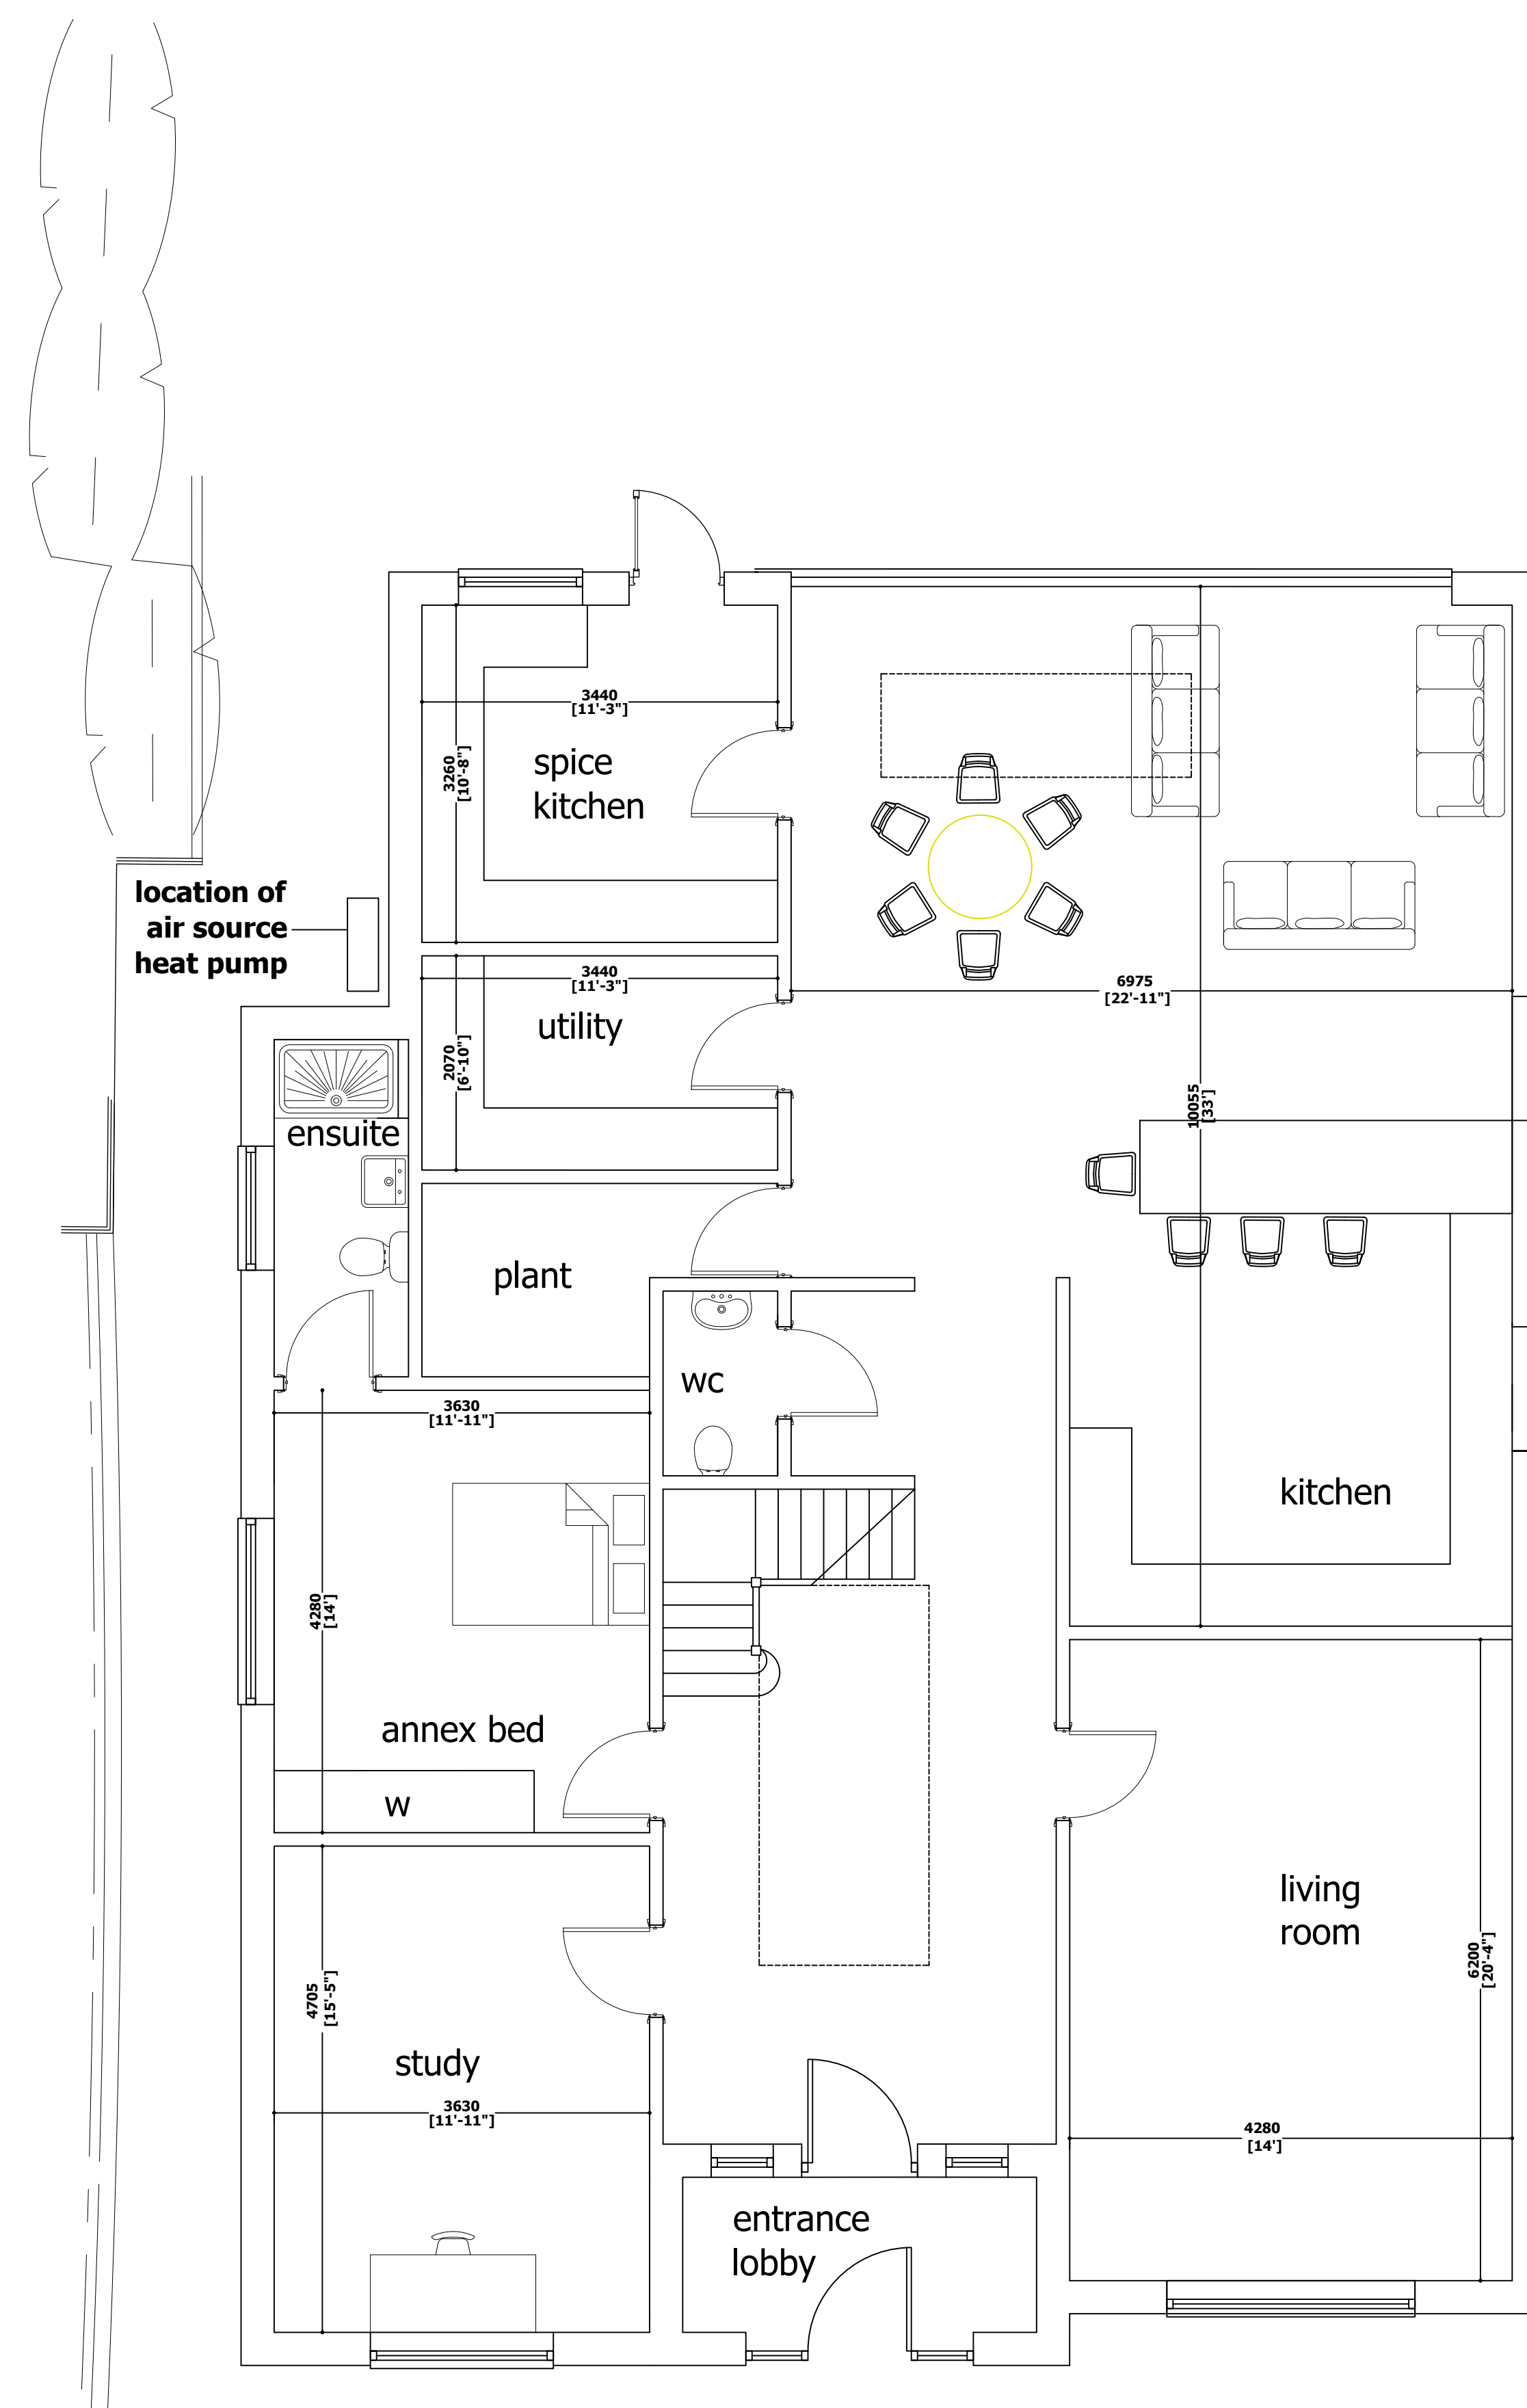 3440
[11'-3"]
3260
[10'-8"]
spice
kitchen
location of
air source
heat pump
3440
[11'-3"]
6975
[22'-11"]
utility
2070
[6'-10"]
10055
[33']
ensuite
plant
wc
3630
[11'-11"]
kitchen
4280
[14']
annex bed
w
living
room
6200
[20'-4"]
4705
[15'-5"]
study
3630
[11'-11"]
4280
[14']
entrance
lobby